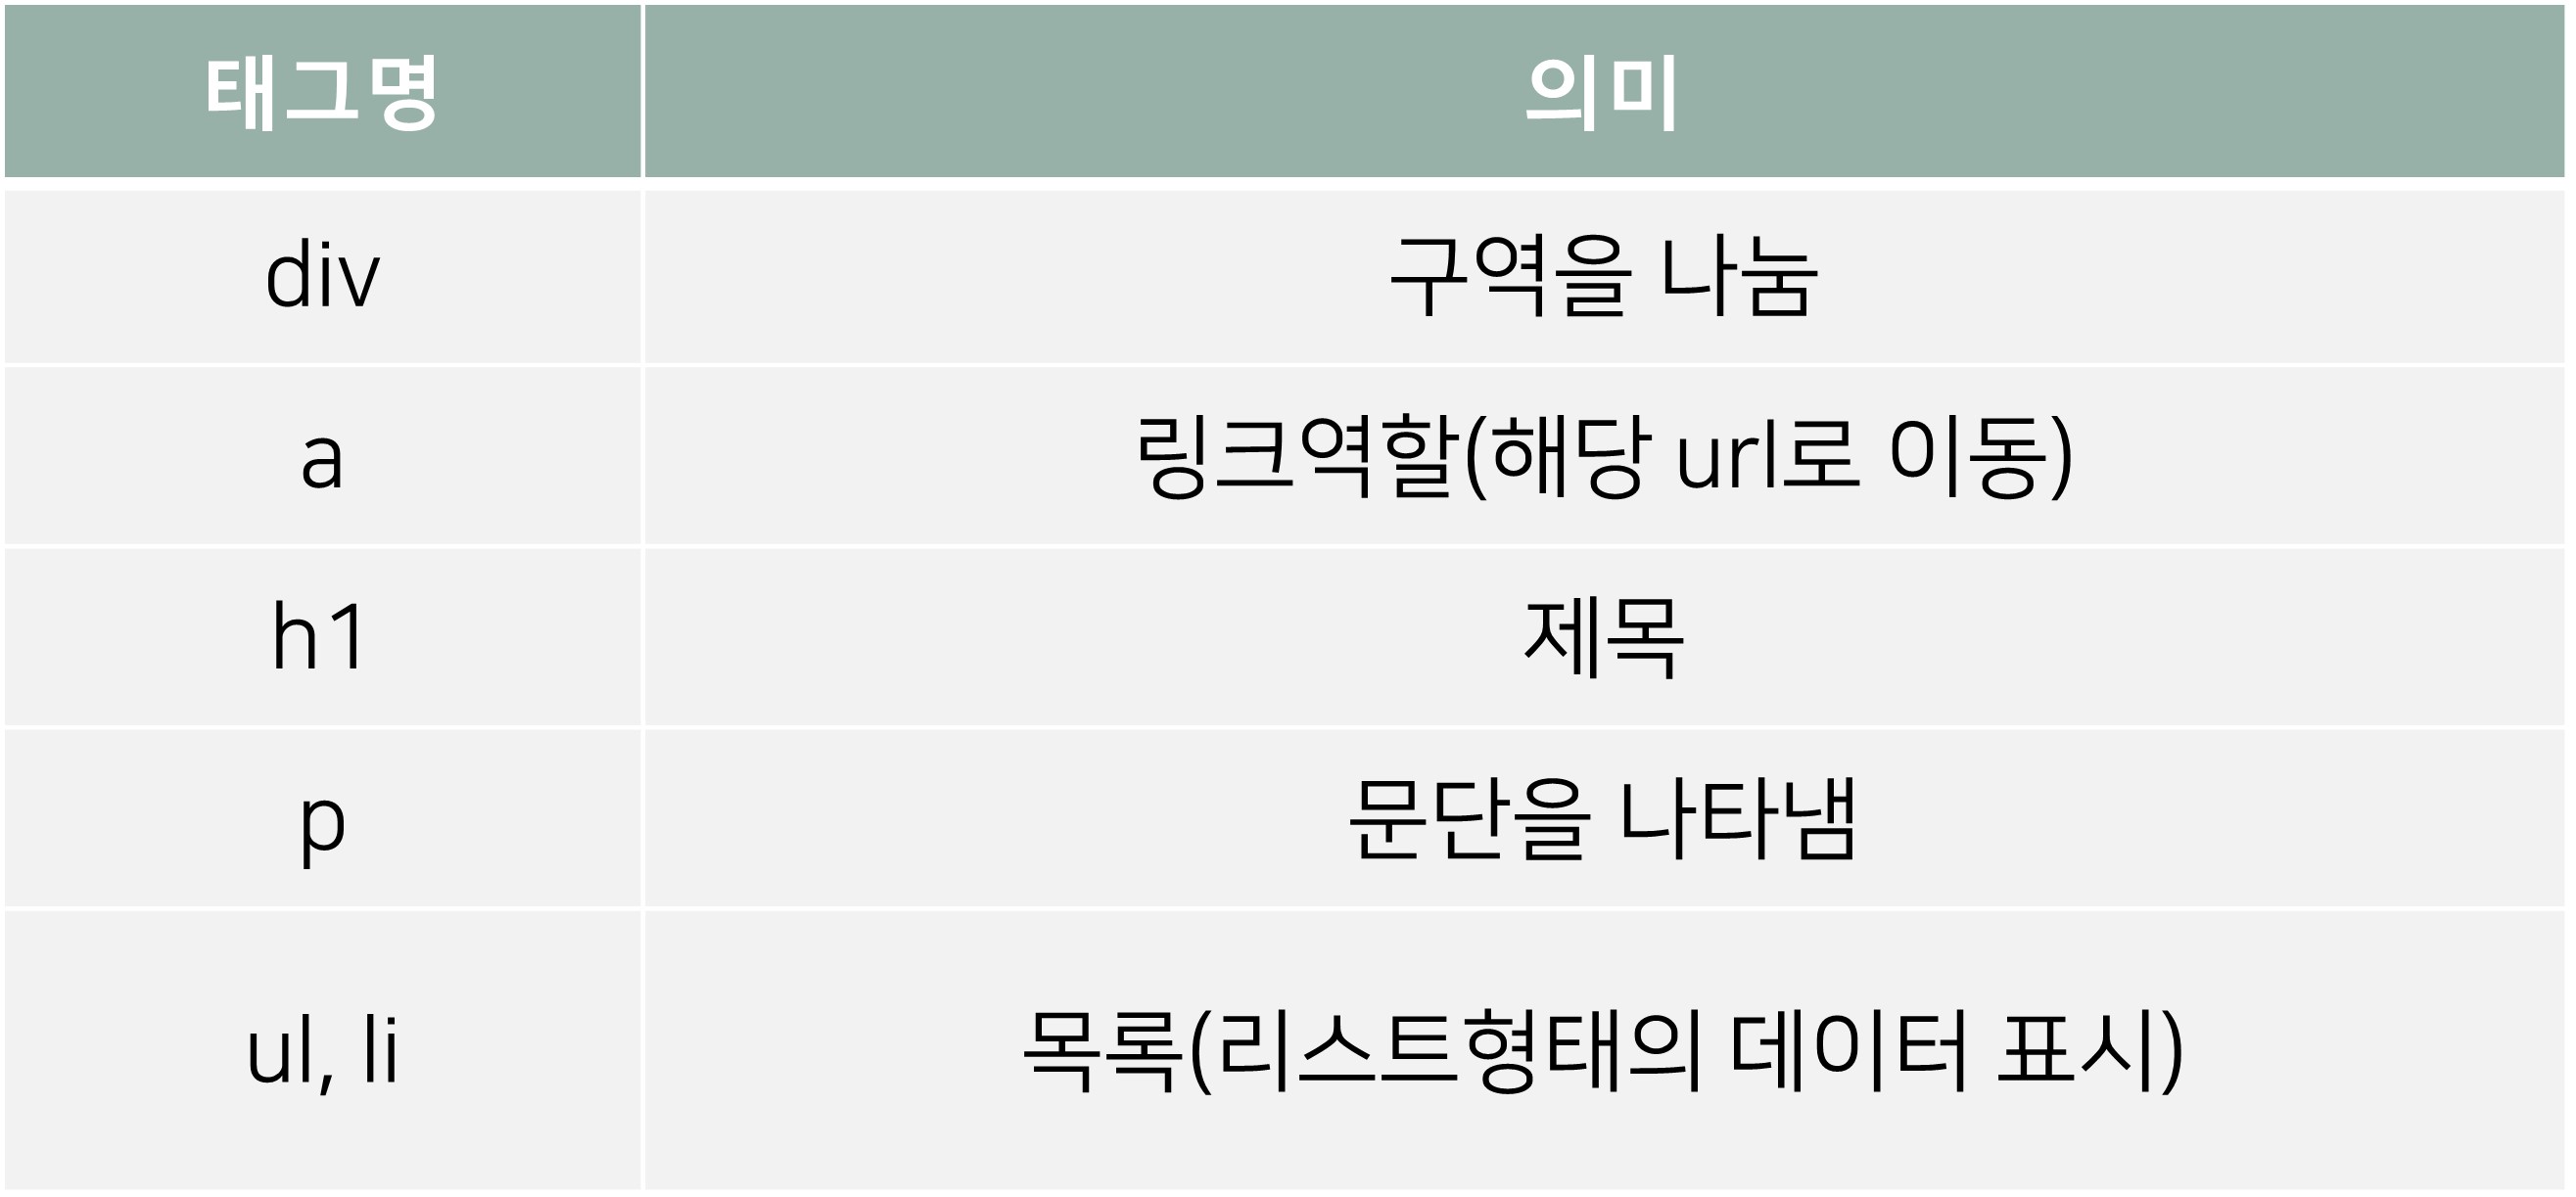 태그명 의미
div 구역을 나눔
a 링크역할(해당 url로 이동)
h1 제목
p 문단을 나타냄
ul, li 목록(리스트형태의 데이터 표시)